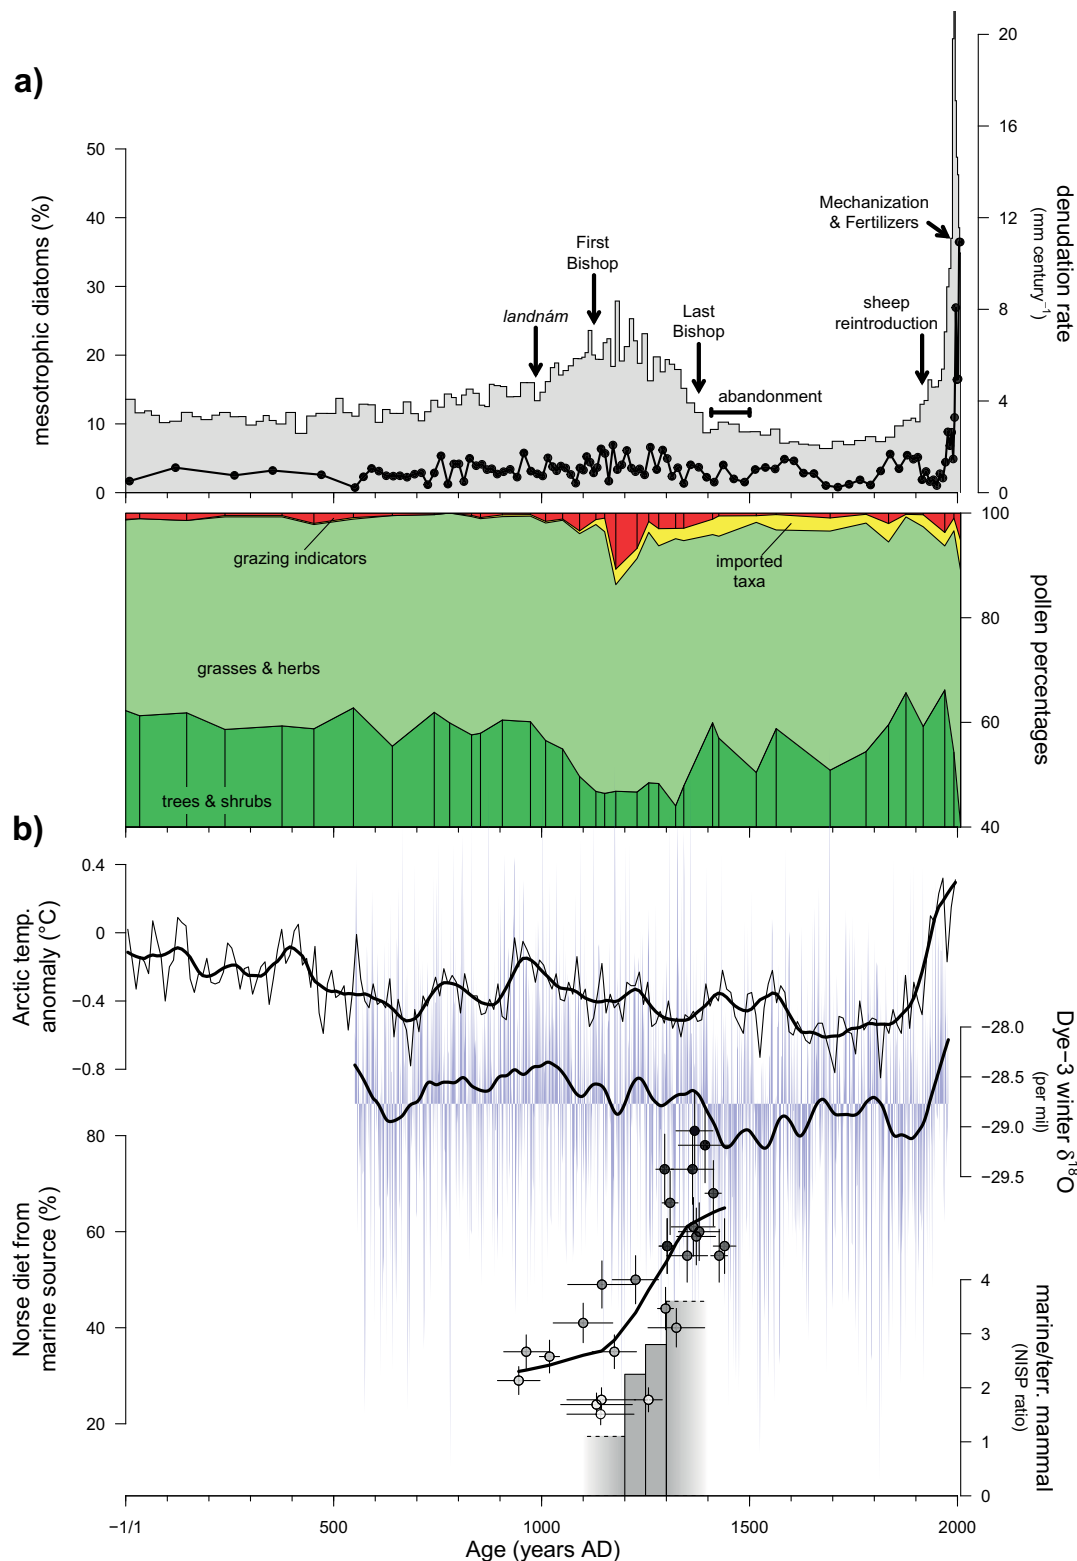 a)
50
40
30
20
10
0
mesotrophic diatoms (%)
20
16
12
8
4
0
denudation rate
(mm century⁻¹)
Mechanization
& Fertilizers
First
Bishop
landnám
Last
Bishop
sheep
reintroduction
abandonment
grazing indicators
imported
taxa
grasses & herbs
trees & shrubs
100
80
60
40
pollen percentages
b)
0.4
0
−0.4
−0.8
Arctic temp.
anomaly (°C)
−28.0
−28.5
−29.0
−29.5
Dye−3 winter δ¹⁸O
(per mil)
80
60
40
20
Norse diet from
marine source (%)
4
3
2
1
0
marine/terr. mammal
(NISP ratio)
−1/1
500
1000
1500
2000
Age (years AD)